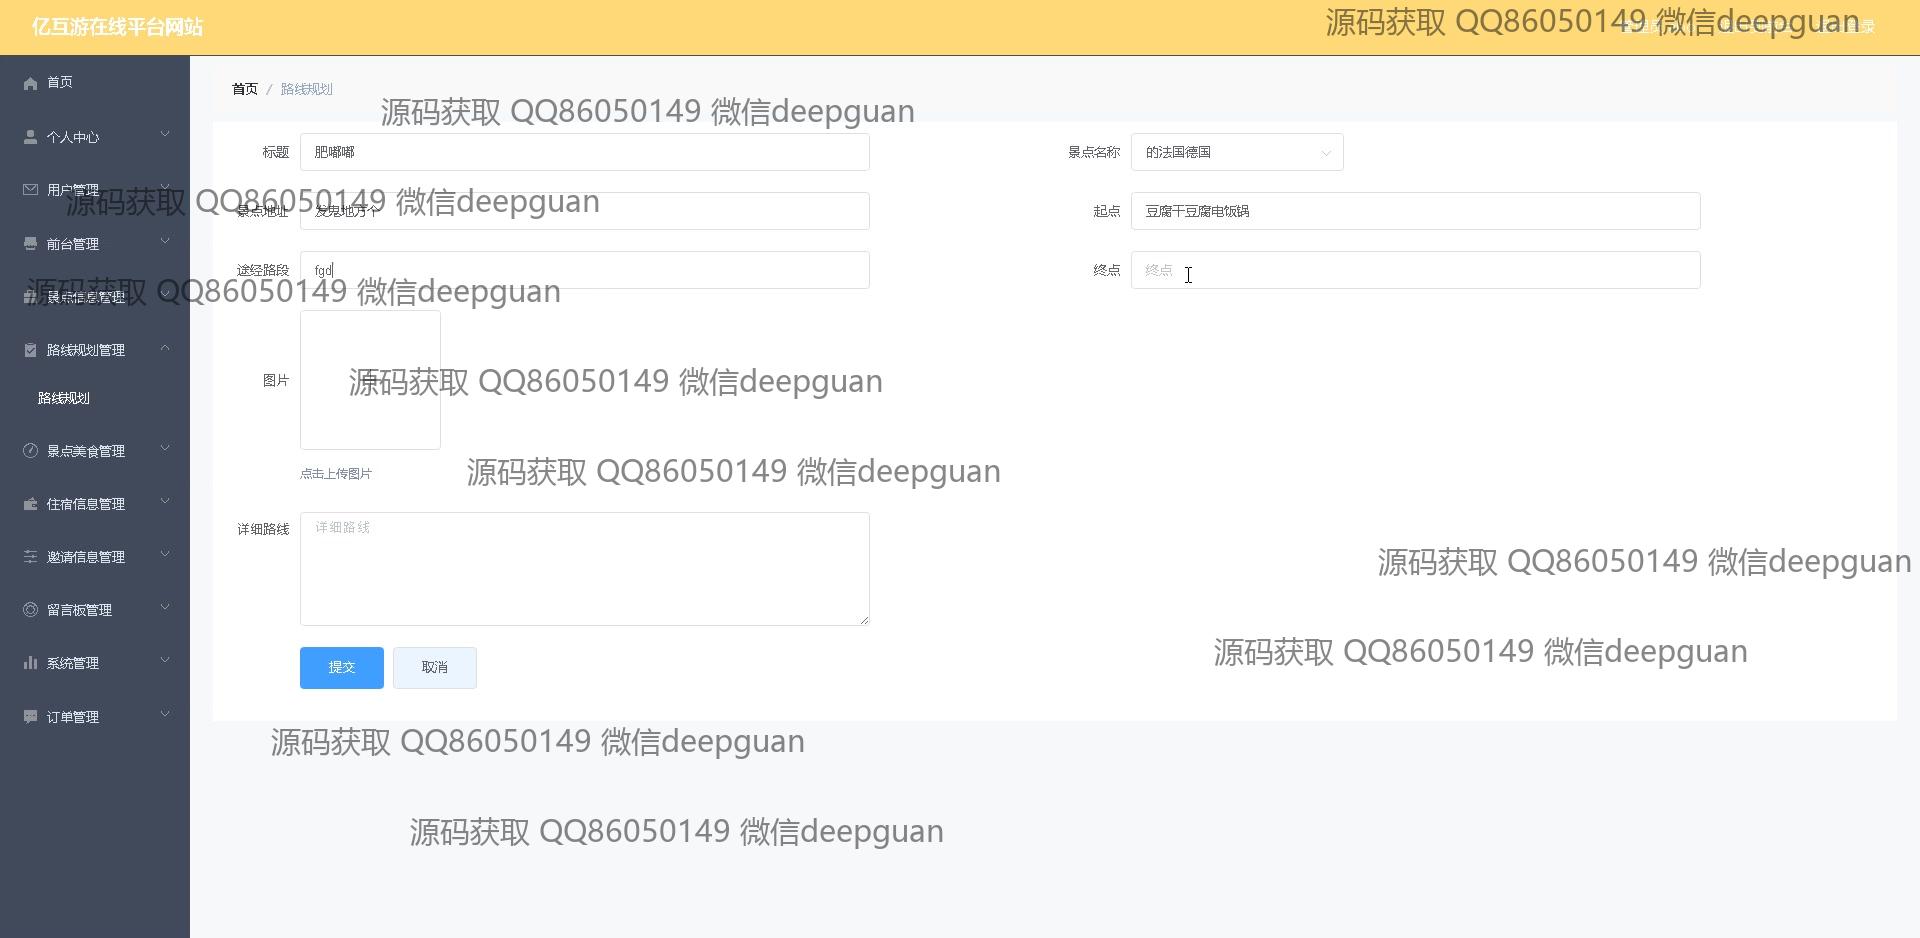 亿互游在线平台网站
源码获取 QQ86050149 微信deepguan
首页
个人中心
用户管理
前台管理
景点信息管理
路线规划管理
路线规划
景点美食管理
住宿信息管理
邀请信息管理
留言板管理
系统管理
订单管理
首页 / 路线规划
源码获取 QQ86050149 微信deepguan
标题 肥嘟嘟
景点名称 的法国德国
源码获取 QQ86050149 微信deepguan
景点地址 发鬼地方个
起点 豆腐干豆腐电饭锅
途经路段 fgd
终点 终点
源码获取 QQ86050149 微信deepguan
图片
源码获取 QQ86050149 微信deepguan
点击上传图片
源码获取 QQ86050149 微信deepguan
详细路线 详细路线
源码获取 QQ86050149 微信deepguan
源码获取 QQ86050149 微信deepguan
提交 取消
源码获取 QQ86050149 微信deepguan
源码获取 QQ86050149 微信deepguan